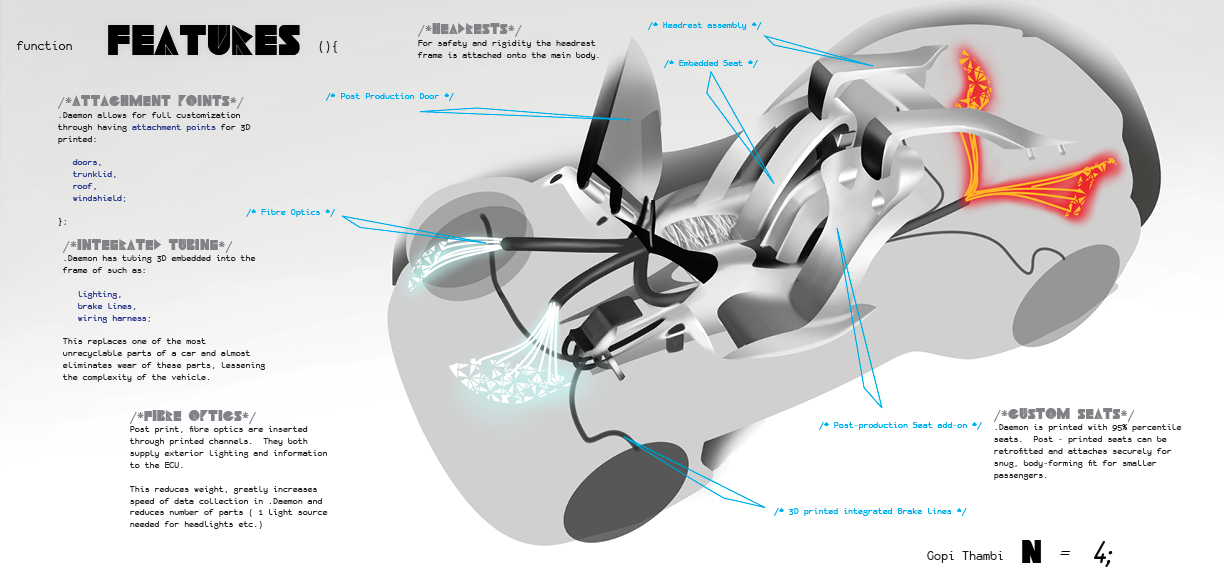 function FEATURES (){
/*HEADRESTS*/
For safety and rigidity the headrest
frame is attached onto the main body.
/* Headrest assembly */
/* Embedded Seat */
/* Post Production Door */
/*ATTACHMENT POINTS*/
.Daemon allows for full customization
through having attachment points for 3D
printed:
doors,
trunklid,
roof,
windshield;
};
/* Fibre Optics */
/*INTEGRATED TUBING*/
.Daemon has tubing 3D embedded into the
frame of such as:
lighting,
brake lines,
wiring harness;
This replaces one of the most
unrecyclable parts of a car and almost
eliminates wear of these parts, lessening
the complexity of the vehicle.
/*FIBRE OPTICS*/
Post print, fibre optics are inserted
through printed channels.  They both
supply exterior lighting and information
to the ECU.
This reduces weight, greatly increases
speed of data collection in .Daemon and
reduces number of parts ( 1 light source
needed for headlights etc.)
/* Post-production Seat add-on */
/*CUSTOM SEATS*/
.Daemon is printed with 95% percentile
seats.  Post - printed seats can be
retrofitted and attaches securely for
snug, body-forming fit for smaller
passengers.
/* 3D printed integrated Brake lines */
Gopi Thambi N = 4;